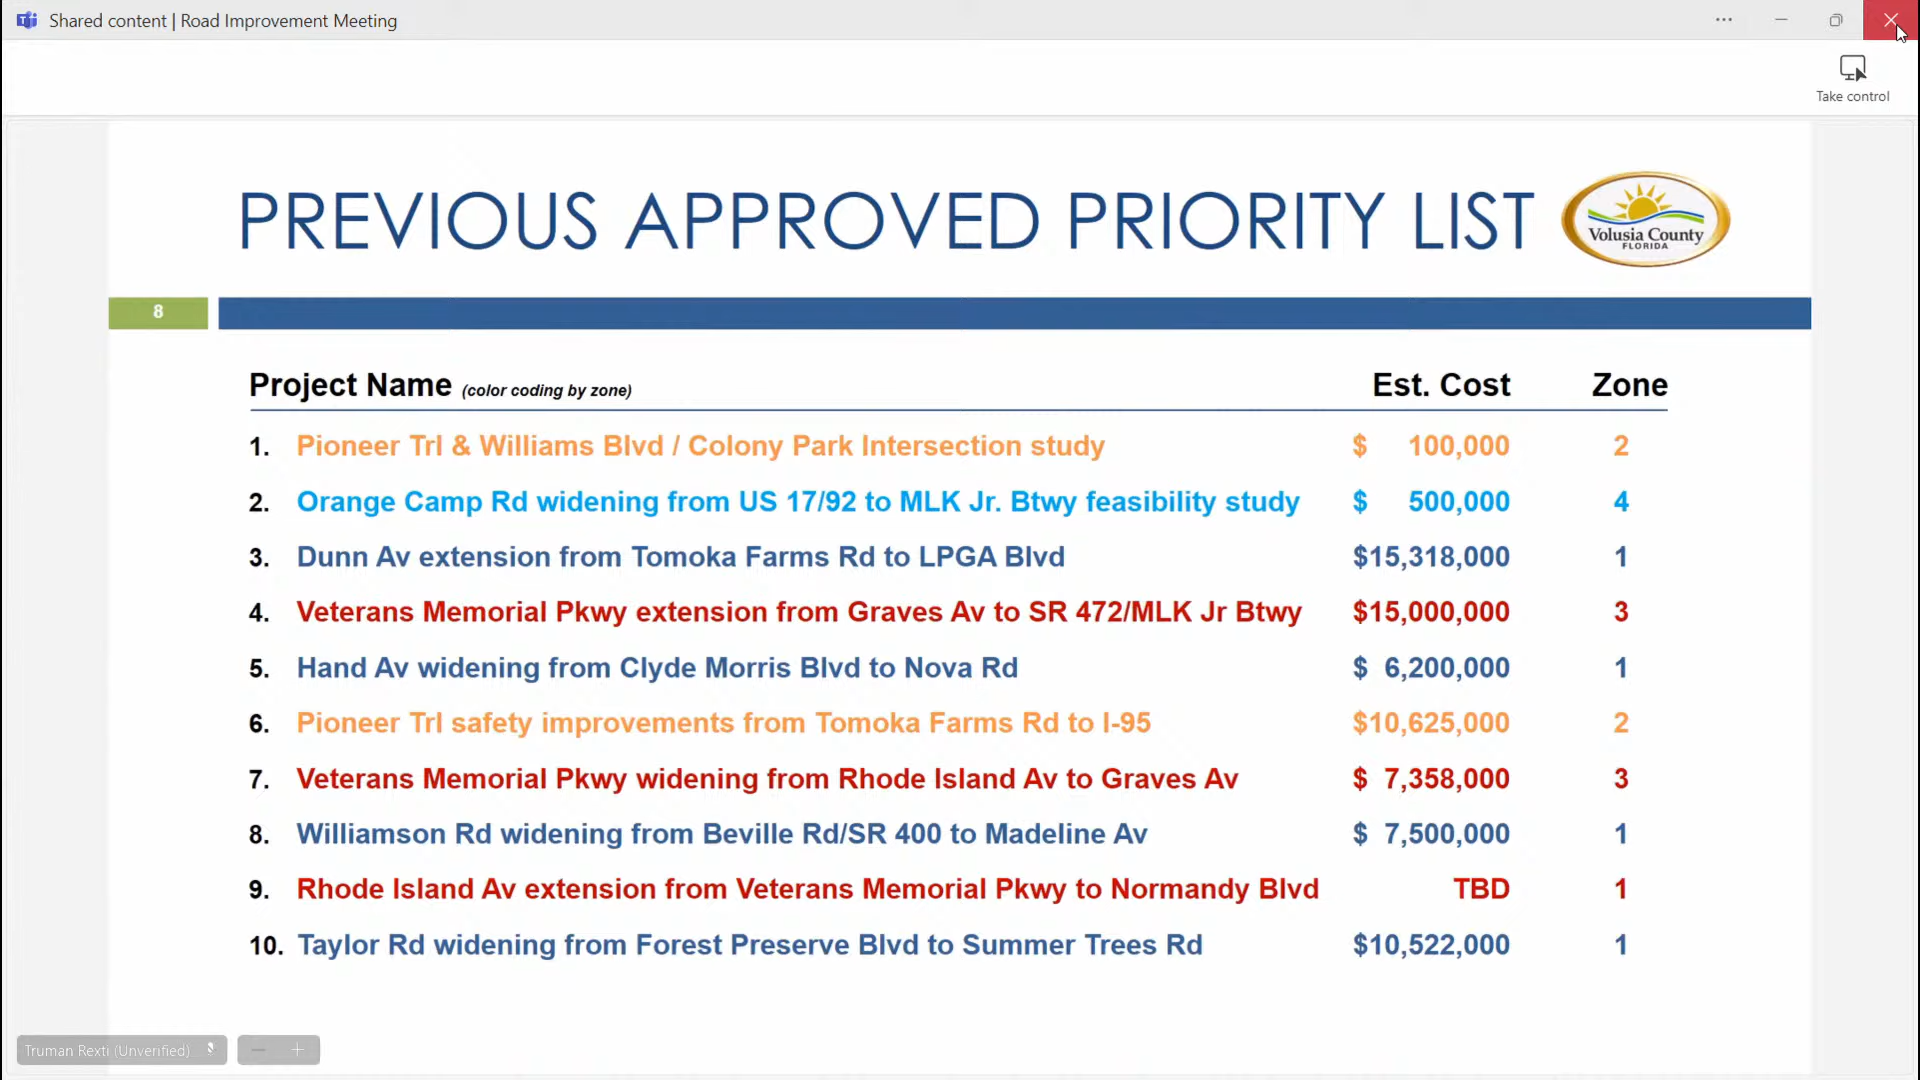 Shared content | Road Improvement Meeting
Take control
PREVIOUS APPROVED PRIORITY LIST
Volusia County
FLORIDA
8
Project Name (color coding by zone) Est. Cost Zone
1. Pioneer Trl & Williams Blvd / Colony Park Intersection study $ 100,000 2
2. Orange Camp Rd widening from US 17/92 to MLK Jr. Btwy feasibility study $ 500,000 4
3. Dunn Av extension from Tomoka Farms Rd to LPGA Blvd $15,318,000 1
4. Veterans Memorial Pkwy extension from Graves Av to SR 472/MLK Jr Btwy $15,000,000 3
5. Hand Av widening from Clyde Morris Blvd to Nova Rd $ 6,200,000 1
6. Pioneer Trl safety improvements from Tomoka Farms Rd to I-95 $10,625,000 2
7. Veterans Memorial Pkwy widening from Rhode Island Av to Graves Av $ 7,358,000 3
8. Williamson Rd widening from Beville Rd/SR 400 to Madeline Av $ 7,500,000 1
9. Rhode Island Av extension from Veterans Memorial Pkwy to Normandy Blvd TBD 1
10. Taylor Rd widening from Forest Preserve Blvd to Summer Trees Rd $10,522,000 1
Truman Rexti (Unverified)